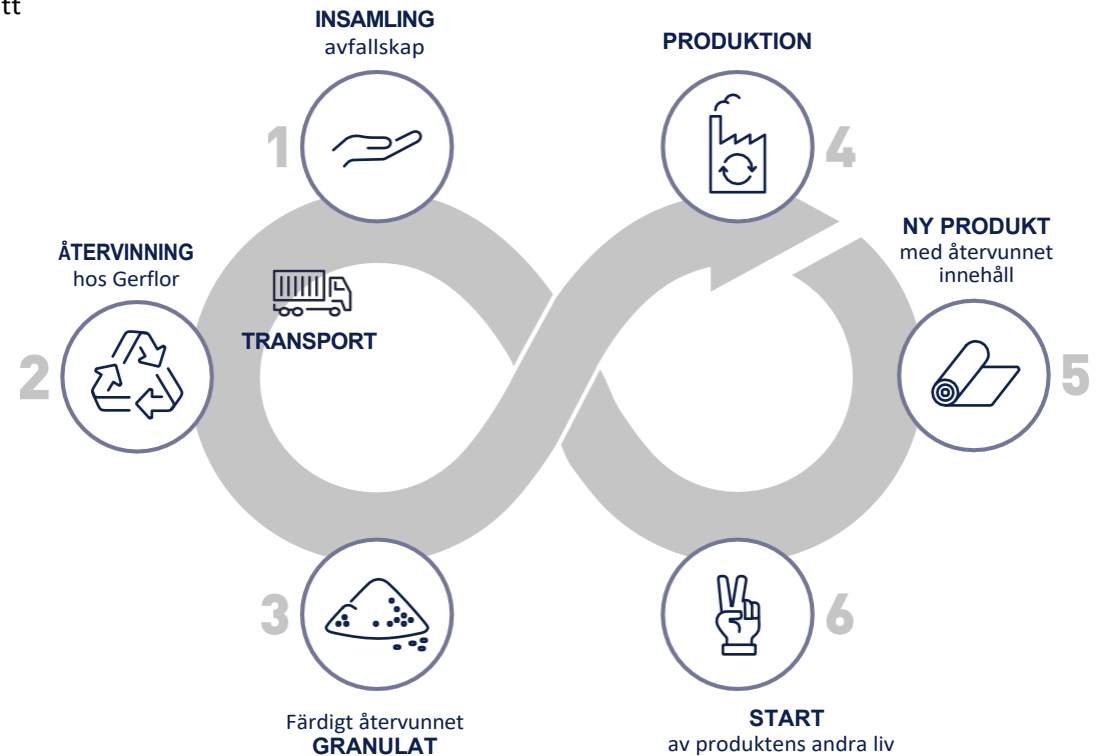 tt
INSAMLING
avfallskap
1
ÅTERVINNING
hos Gerflor
2
TRANSPORT
3
Färdigt återvunnet
GRANULAT
PRODUKTION
4
NY PRODUKT
med återvunnet
innehåll
5
6
START
av produktens andra liv